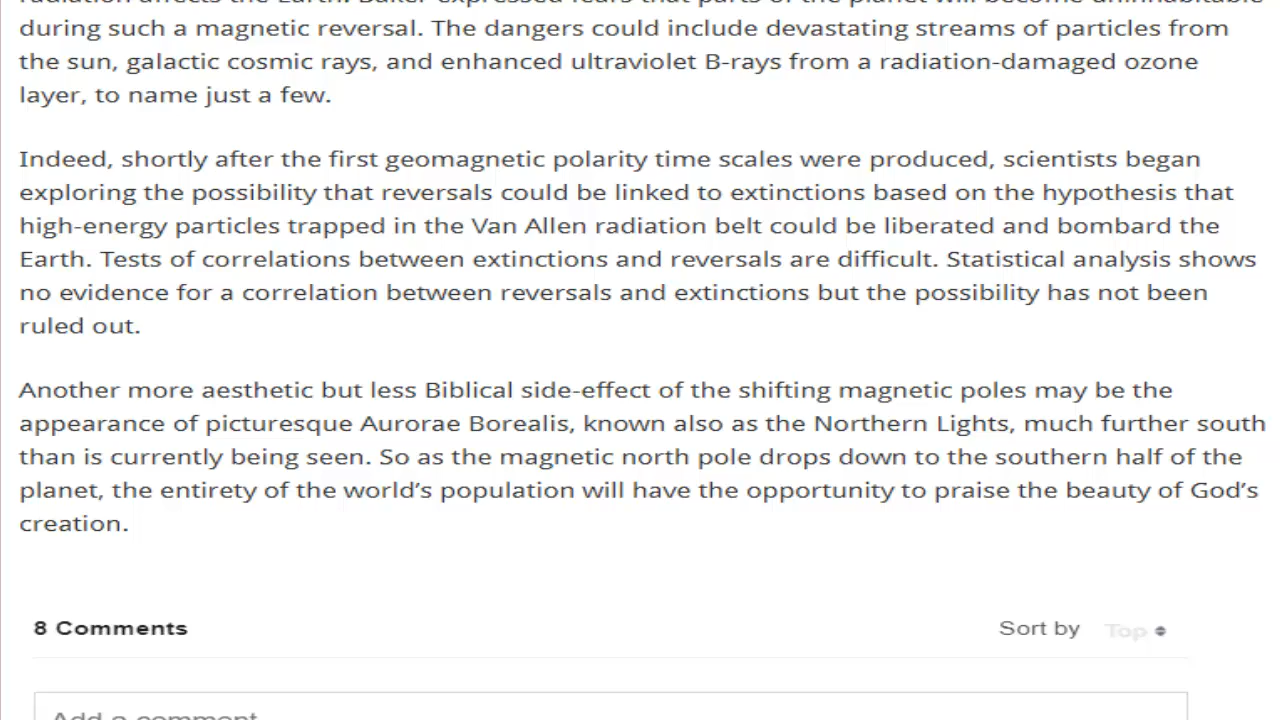 radiation affects the Earth. Baker expressed fears that parts of the planet will become uninhabitable
during such a magnetic reversal. The dangers could include devastating streams of particles from
the sun, galactic cosmic rays, and enhanced ultraviolet B-rays from a radiation-damaged ozone
layer, to name just a few.
Indeed, shortly after the first geomagnetic polarity time scales were produced, scientists began
exploring the possibility that reversals could be linked to extinctions based on the hypothesis that
high-energy particles trapped in the Van Allen radiation belt could be liberated and bombard the
Earth. Tests of correlations between extinctions and reversals are difficult. Statistical analysis shows
no evidence for a correlation between reversals and extinctions but the possibility has not been
ruled out.
Another more aesthetic but less Biblical side-effect of the shifting magnetic poles may be the
appearance of picturesque Aurorae Borealis, known also as the Northern Lights, much further south
than is currently being seen. So as the magnetic north pole drops down to the southern half of the
planet, the entirety of the world’s population will have the opportunity to praise the beauty of God’s
creation.
8 Comments
Sort by Top
Add a comment